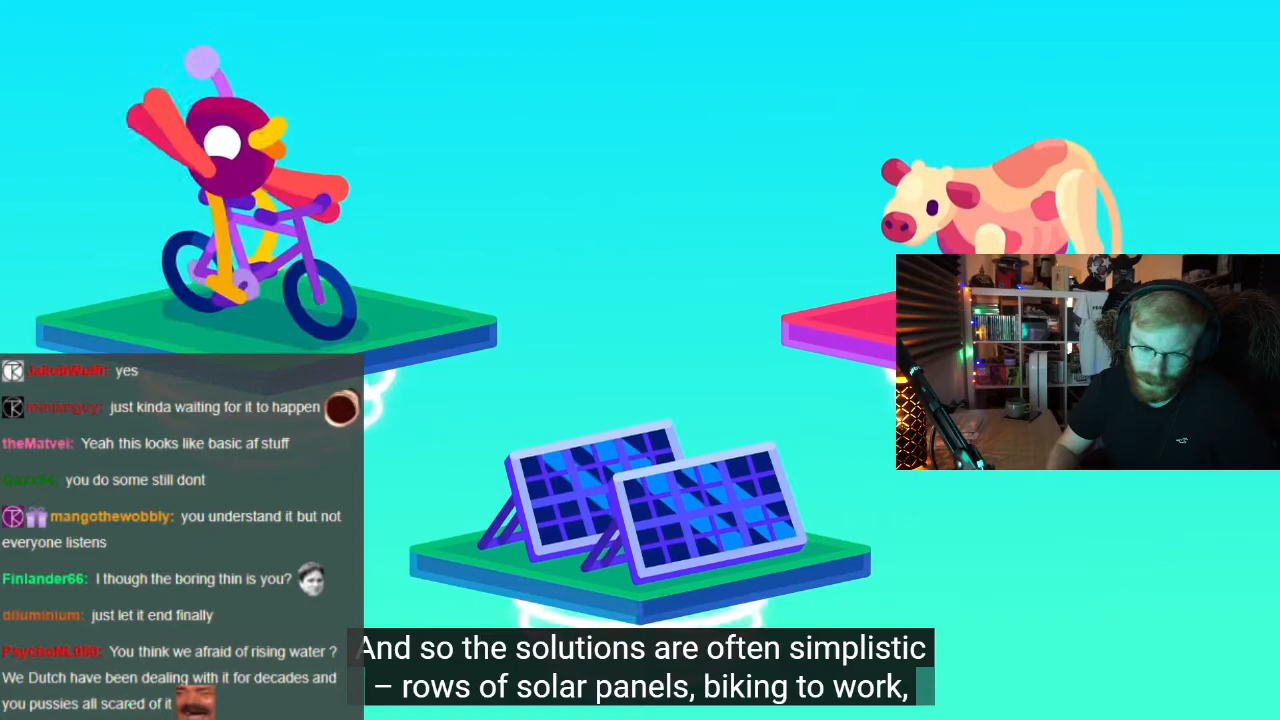 JakobWulff: yes
just kinda waiting for it to happen
theMatvei: Yeah this looks like basic af stuff
you do some still dont
mangothewobbly: you understand it but not
everyone listens
Finlander66: I though the boring thin is you?
diluminium: just let it end finally
PsychoNL050: You think we afraid of rising water ?
We Dutch have been dealing with it for decades and
you pussies all scared of it
And so the solutions are often simplistic
– rows of solar panels, biking to work,